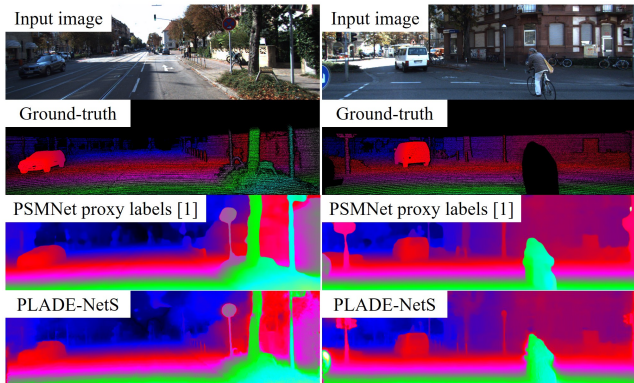 Input image
Input image
Ground-truth
Ground-truth
PSMNet proxy labels [1]
PSMNet proxy labels [1]
PLADE-NetS
PLADE-NetS